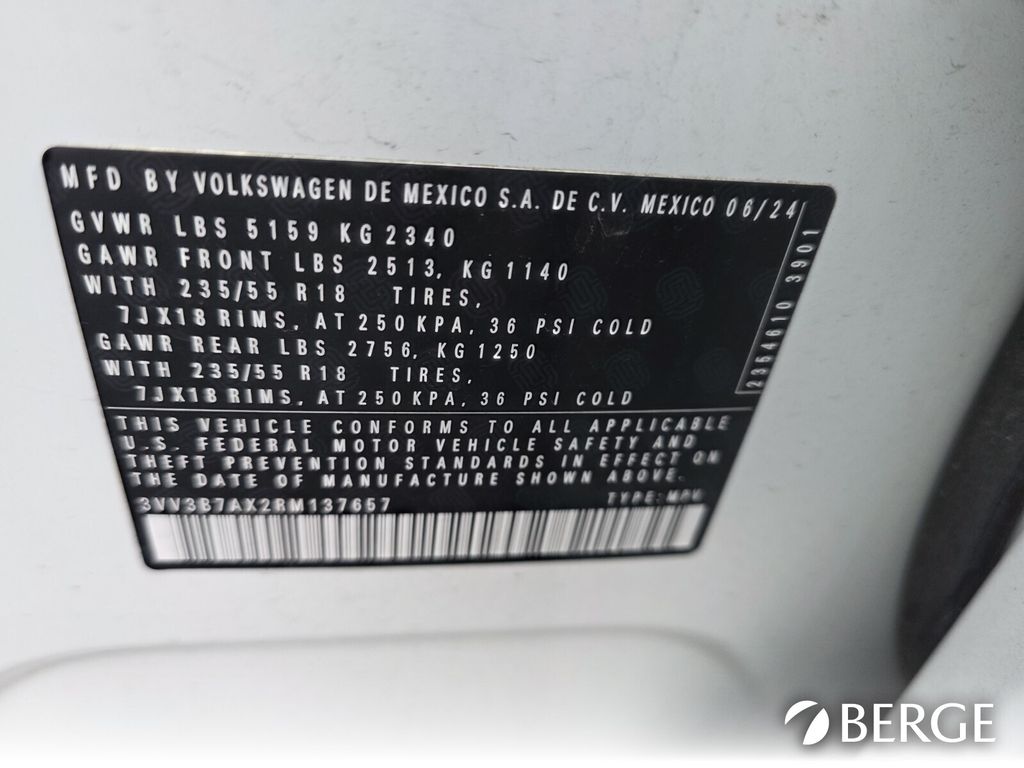 MFD BY VOLKSWAGEN DE MEXICO S.A. DE C.V. MEXICO 06/24
GVWR LBS 5159 KG 2340
GAWR FRONT LBS 2513, KG 1140
WITH 235/55 R18 TIRES,
7JX18 RIMS, AT 250 KPA, 36 PSI COLD
GAWR REAR LBS 2756, KG 1250
WITH 235/55 R18 TIRES,
7JX18 RIMS, AT 250 KPA, 36 PSI COLD
2354610 3901
THIS VEHICLE CONFORMS TO ALL APPLICABLE
U.S. FEDERAL MOTOR VEHICLE SAFETY AND
THEFT PREVENTION STANDARDS IN EFFECT ON
THE DATE OF MANUFACTURE SHOWN ABOVE.
3VV3B7AX2RM137657 TYPE: MPV
BERGE